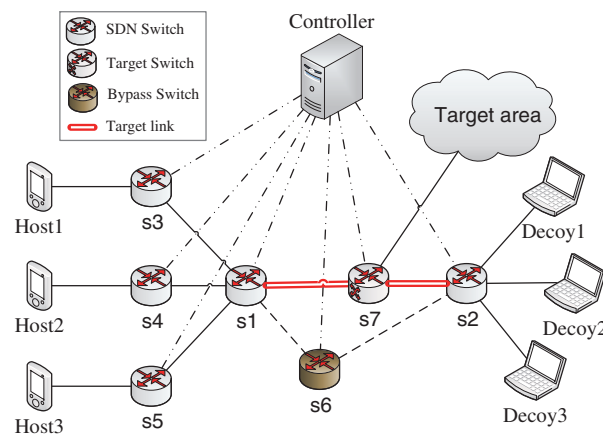 SDN Switch
Target Switch
Bypass Switch
Target link
Controller
Target area
Host1
s3
Decoy1
Host2
s4
s1
s7
s2
Decoy2
Host3
s5
s6
Decoy3